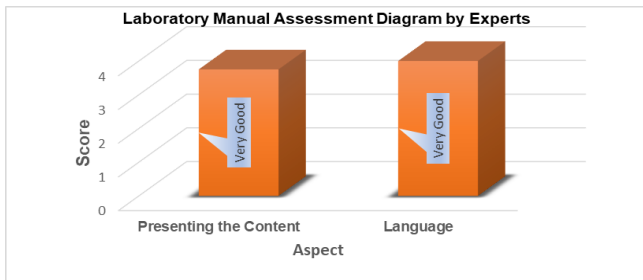 Laboratory Manual Assessment Diagram by Experts
4
3
2
1
0
Score
Very Good
Very Good
Presenting the Content
Language
Aspect